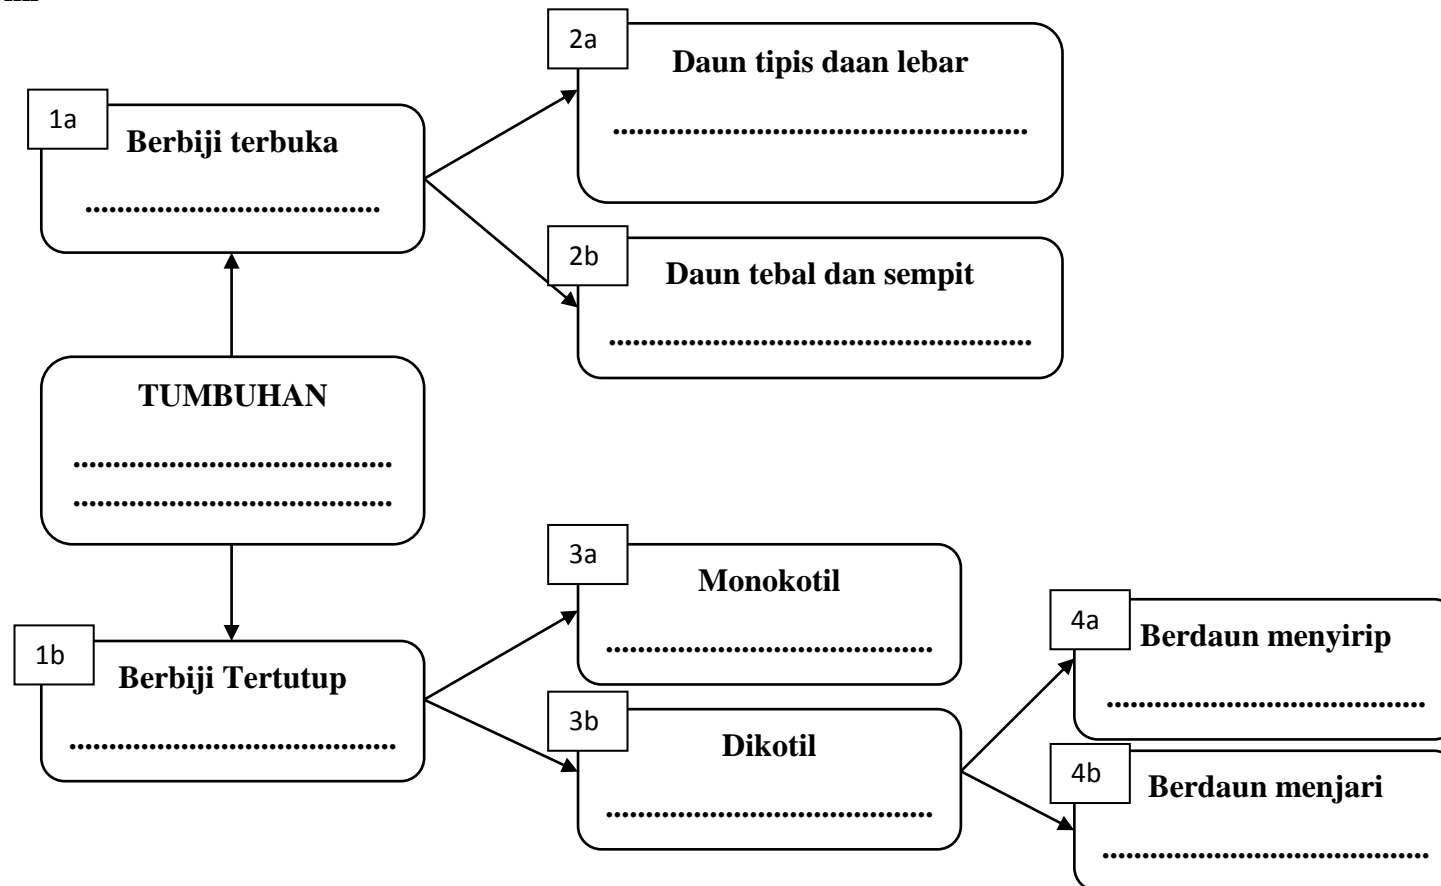 2a
Daun tipis daan lebar
....................................................
1a
Berbiji terbuka
.....................................
2b
Daun tebal dan sempit
.....................................................
TUMBUHAN
........................................
........................................
3a
Monokotil
.........................................
4a
Berdaun menyirip
........................................
1b
Berbiji Tertutup
.........................................
3b
Dikotil
.........................................
4b
Berdaun menjari
.........................................